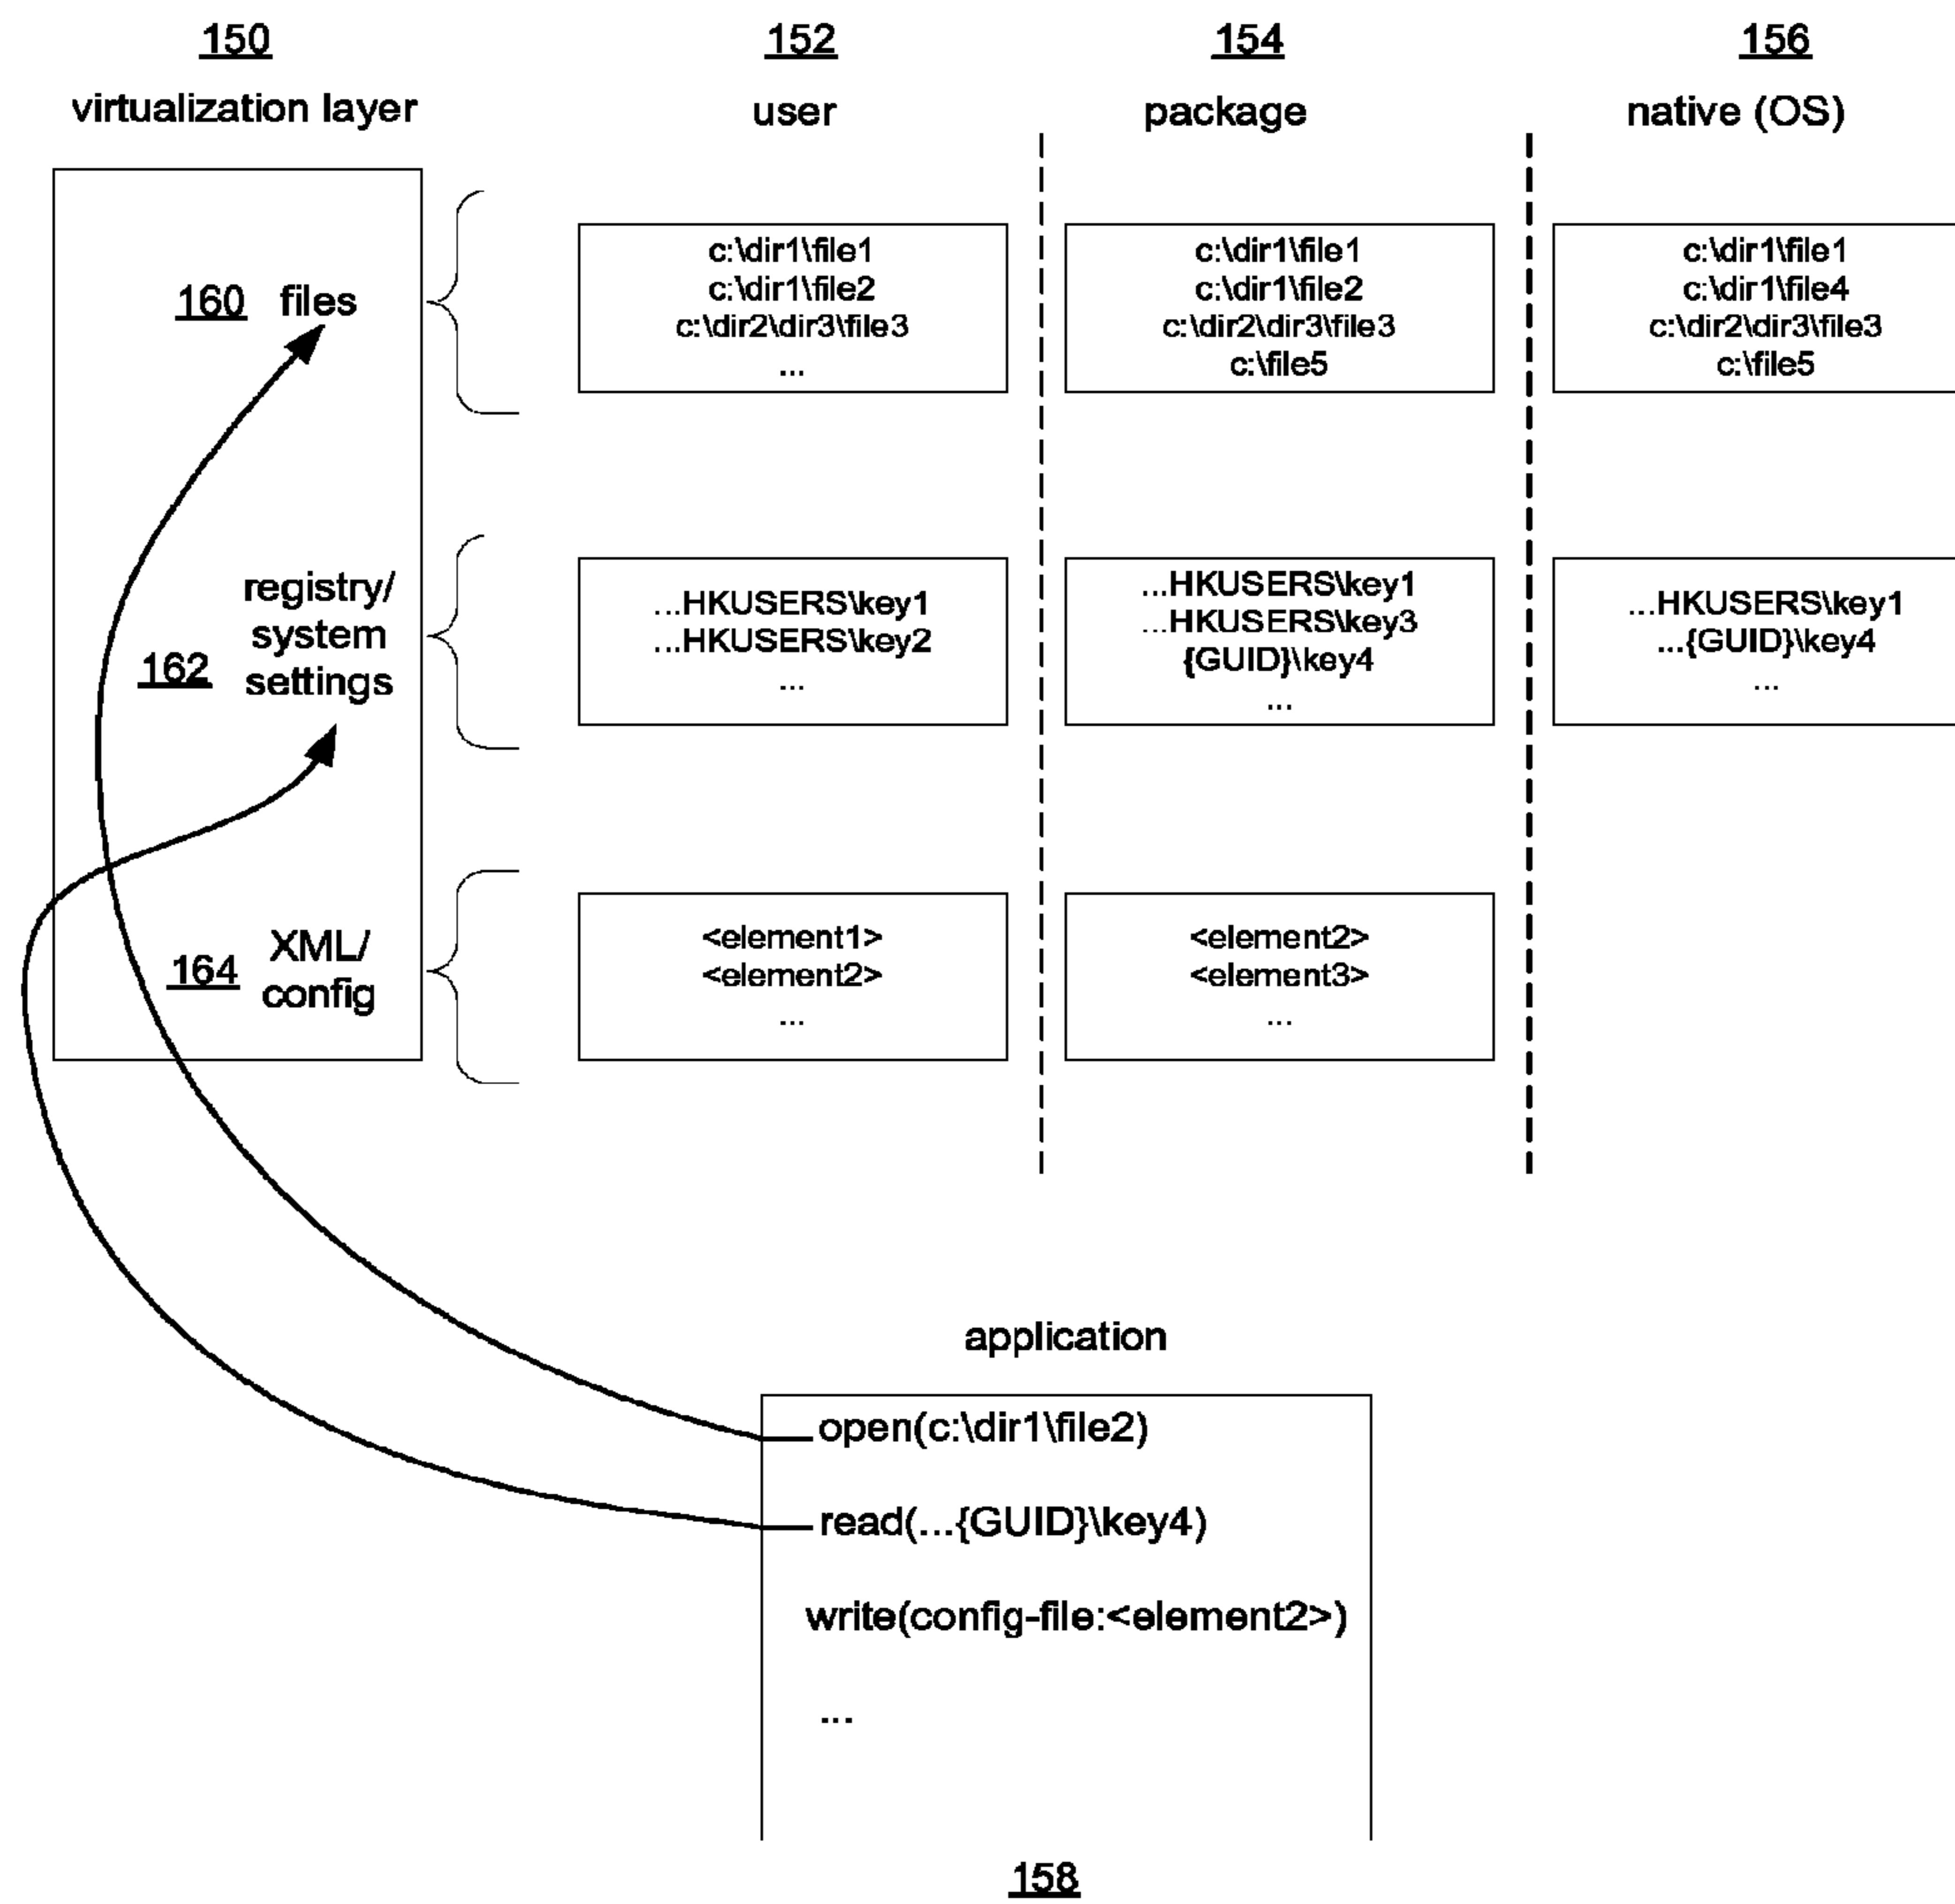 150
virtualization layer
152
user
154
package
156
native (OS)
160 files
c:\dir1\file1
c:\dir1\file2
c:\dir2\dir3\file3
...
c:\dir1\file1
c:\dir1\file2
c:\dir2\dir3\file3
c:\file5
c:\dir1\file1
c:\dir1\file4
c:\dir2\dir3\file3
c:\file5
registry/
system
162 settings
...HKUSERS\key1
...HKUSERS\key2
...
...HKUSERS\key1
...HKUSERS\key3
{GUID}\key4
...
...HKUSERS\key1
...{GUID}\key4
...
XML/
164 config
<element1>
<element2>
...
<element2>
<element3>
...
application
open(c:\dir1\file2)
read(...{GUID}\key4)
write(config-file:<element2>)
...
158